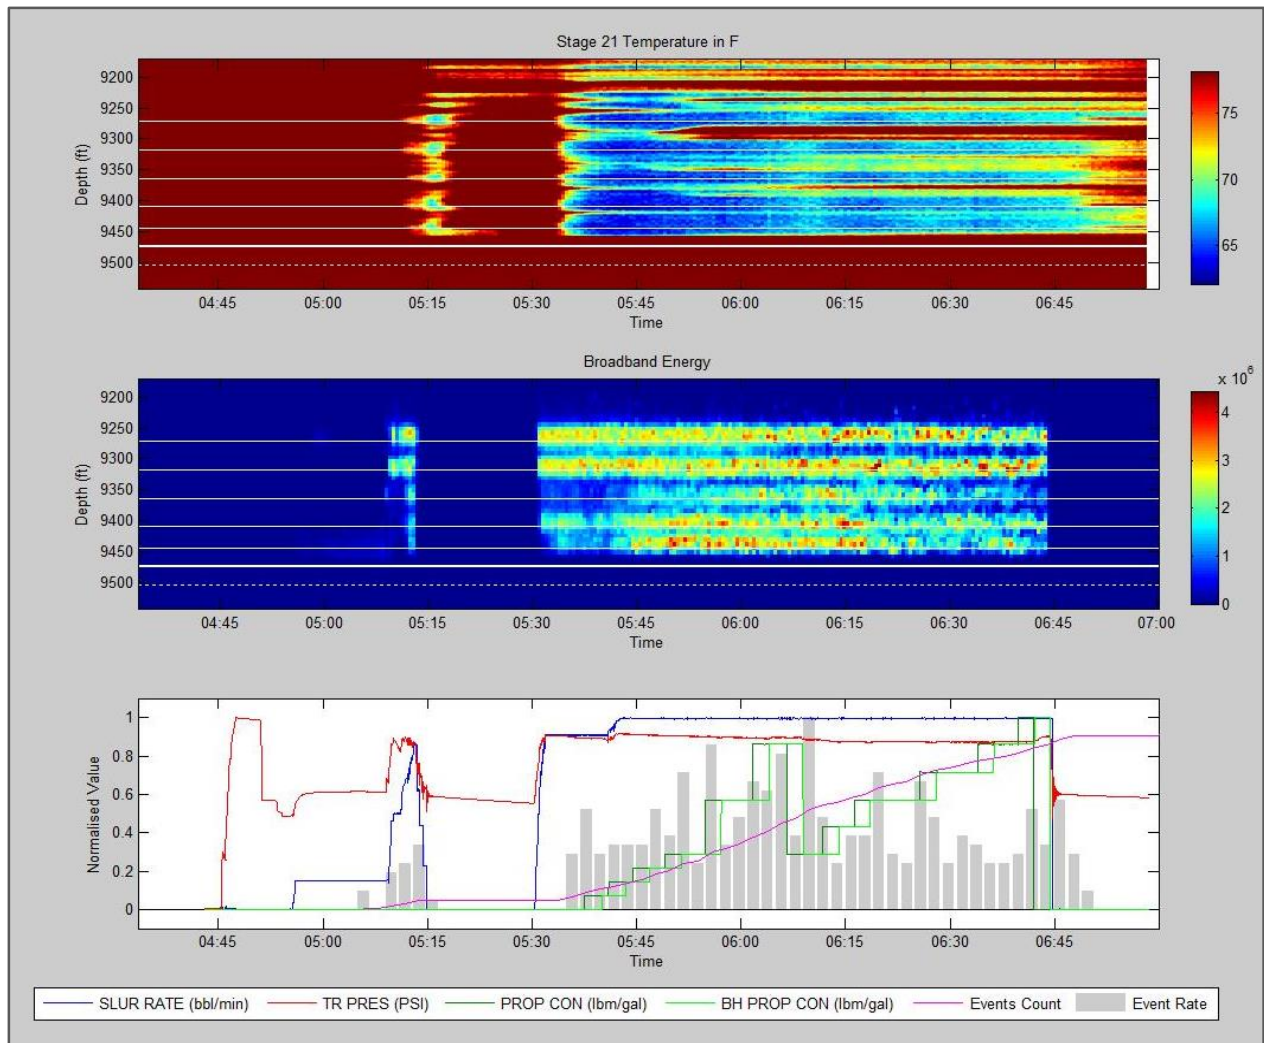 Stage 21 Temperature in F
Depth (ft)
9200
9250
9300
9350
9400
9450
9500
04:45 05:00 05:15 05:30 05:45 06:00 06:15 06:30 06:45
Time
75
70
65
Broadband Energy
x 10^6
Depth (ft)
9200
9250
9300
9350
9400
9450
9500
04:45 05:00 05:15 05:30 05:45 06:00 06:15 06:30 06:45 07:00
Time
4
3
2
1
0
Normalised Value
1
0.8
0.6
0.4
0.2
0
04:45 05:00 05:15 05:30 05:45 06:00 06:15 06:30 06:45
Time
SLUR RATE (bbl/min) TR PRES (PSI) PROP CON (lbm/gal) BH PROP CON (lbm/gal) Events Count Event Rate